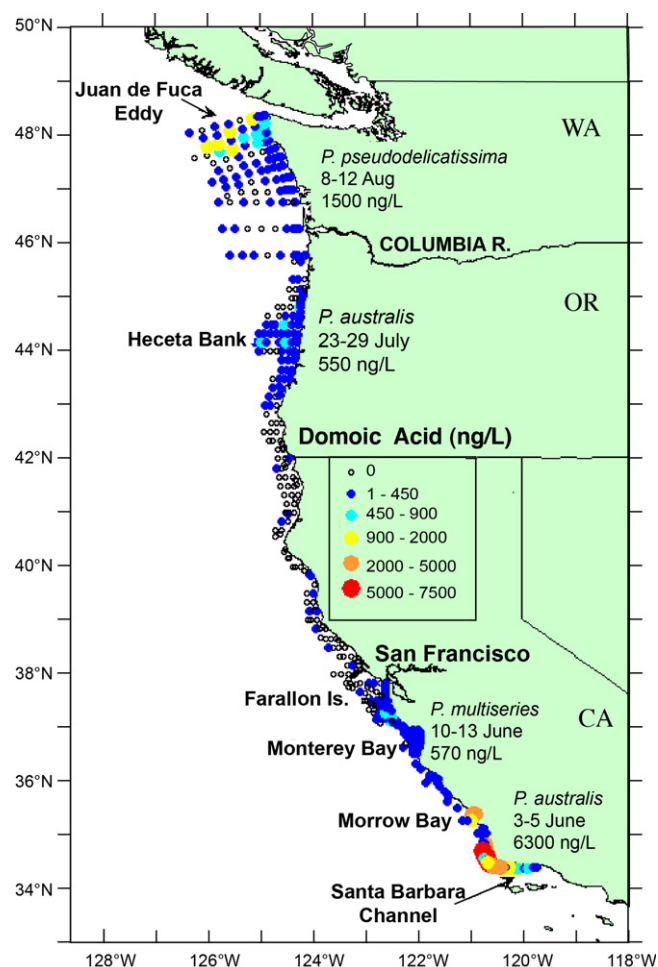 50°N
48°N
46°N
44°N
42°N
40°N
38°N
36°N
34°N
128°W
126°W
124°W
122°W
120°W
118°W
Juan de Fuca
Eddy
WA
P. pseudodelicatissima
8-12 Aug
1500 ng/L
COLUMBIA R.
OR
P. australis
23-29 July
550 ng/L
Heceta Bank
Domoic Acid (ng/L)
0
1 - 450
450 - 900
900 - 2000
2000 - 5000
5000 - 7500
San Francisco
Farallon Is.
P. multiseries
10-13 June
570 ng/L
CA
Monterey Bay
P. australis
3-5 June
6300 ng/L
Morrow Bay
Santa Barbara
Channel